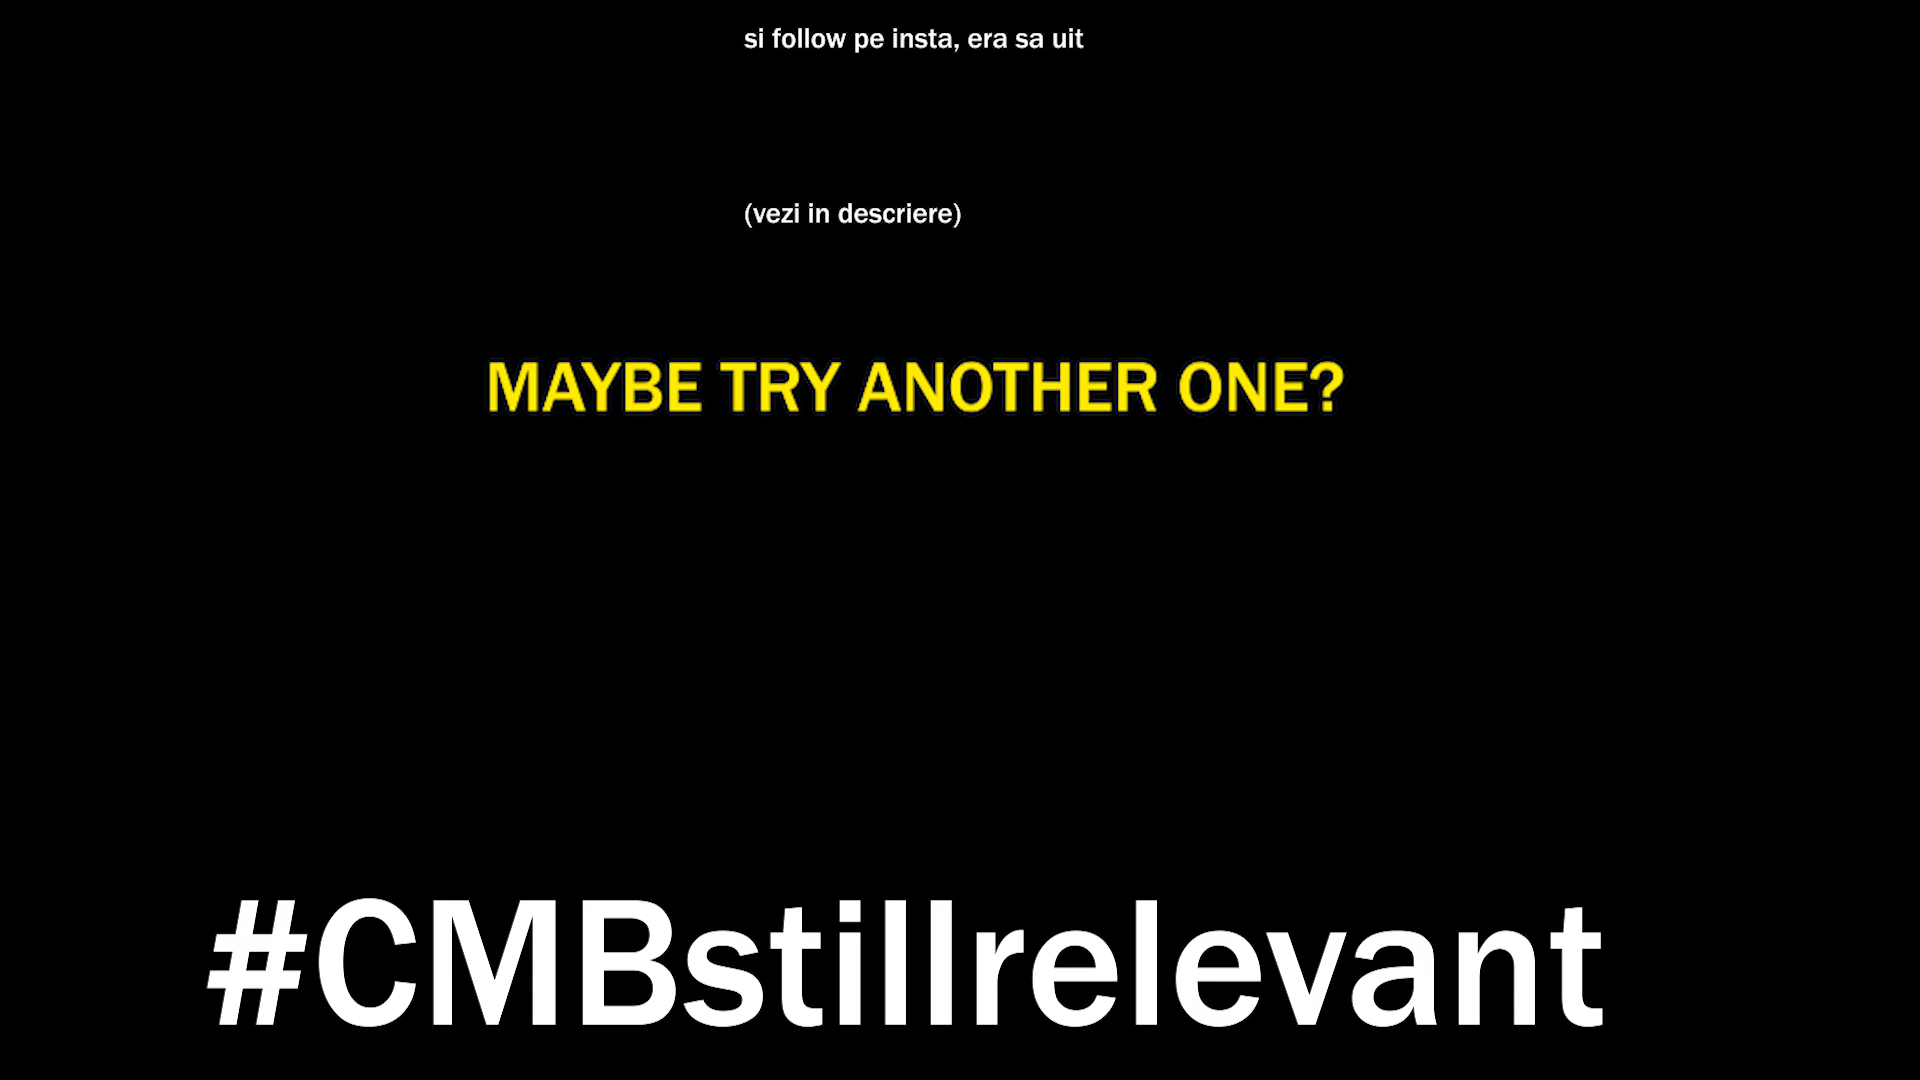 si follow pe insta, era sa uit
(vezi in descriere)
MAYBE TRY ANOTHER ONE?
#CMBstillrelevant